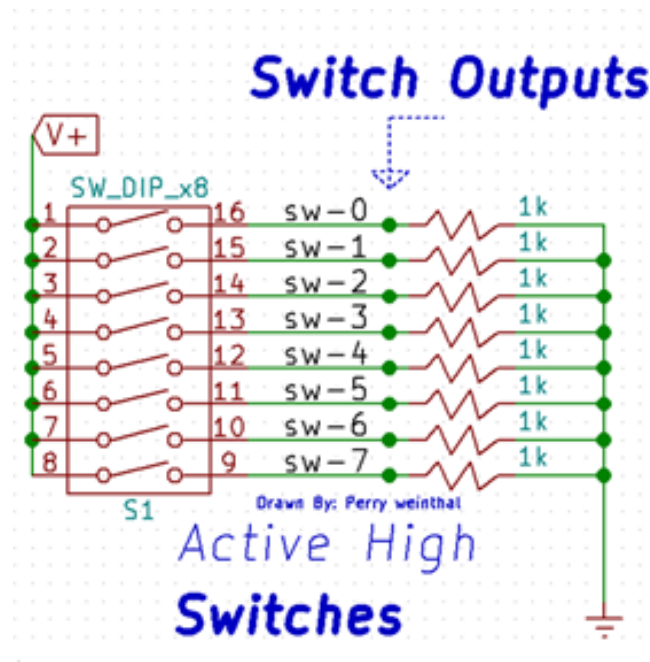 Switch Outputs
V+
SW_DIP_x8
1 16 sw-0 1k
2 15 sw-1 1k
3 14 sw-2 1k
4 13 sw-3 1k
5 12 sw-4 1k
6 11 sw-5 1k
7 10 sw-6 1k
8 9 sw-7 1k
S1
Drawn By: Perry weinthal
Active High
Switches